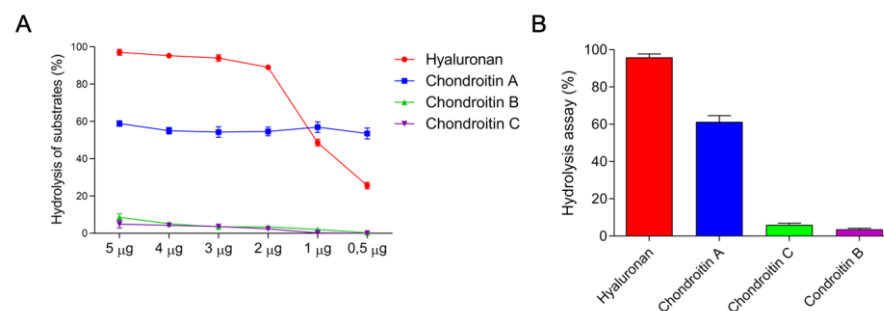 A
Hydrolysis of substrates (%)
100
80
60
40
20
0
5 μg 4 μg 3 μg 2 μg 1 μg 0,5 μg
Hyaluronan
Chondroitin A
Chondroitin B
Chondroitin C
B
Hydrolysis assay (%)
100
80
60
40
20
0
Hyaluronan
Chondroitin A
Chondroitin C
Condroitin B